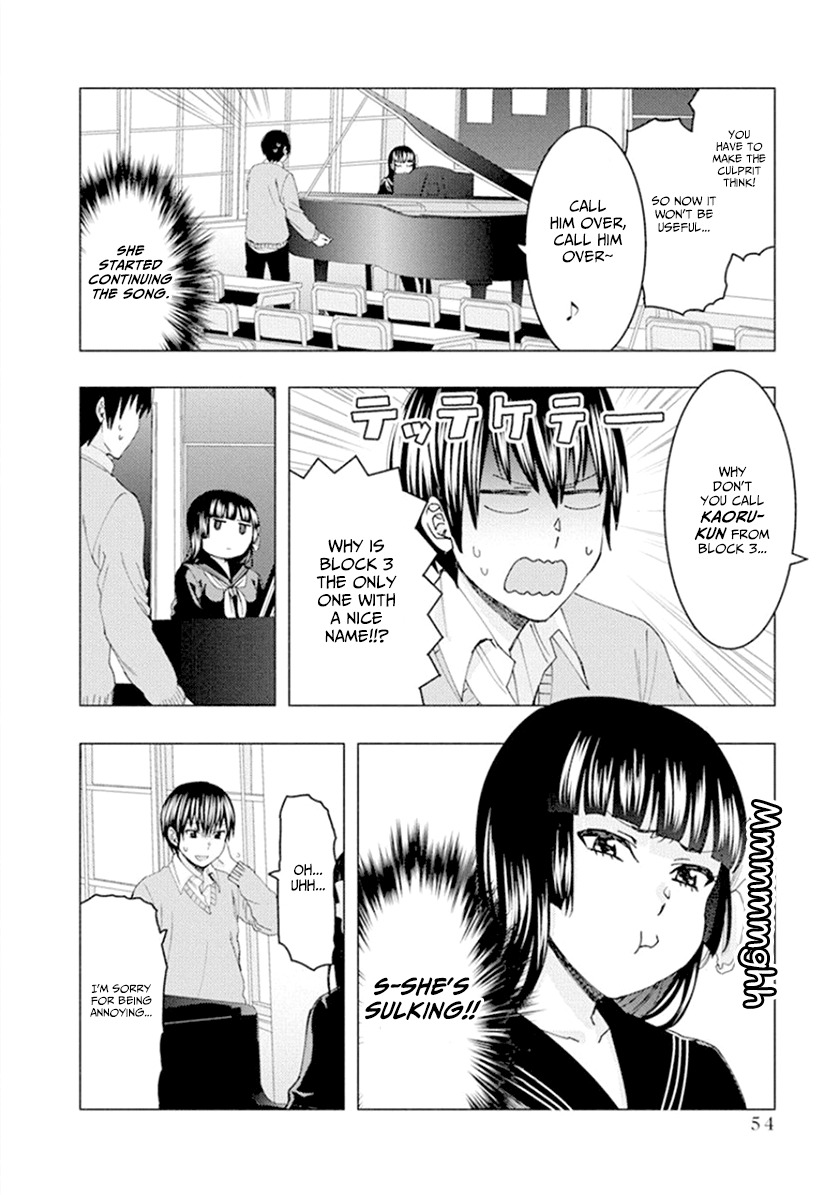 YOU
HAVE TO
MAKE THE
CULPRIT
THINK!
SO NOW IT
WON'T BE
USEFUL...
CALL
HIM OVER,
CALL HIM
OVER~
♪
SHE
STARTED
CONTINUING
THE SONG.
WHY
DON'T
YOU CALL
KAORU-
KUN FROM
BLOCK 3...
テッテケテー
WHY IS
BLOCK 3
THE ONLY
ONE WITH
A NICE
NAME!!?
Mmmmmmghh
S-SHE'S
SULKING!!
OH...
UHH...
I'M SORRY
FOR BEING
ANNOYING...
54